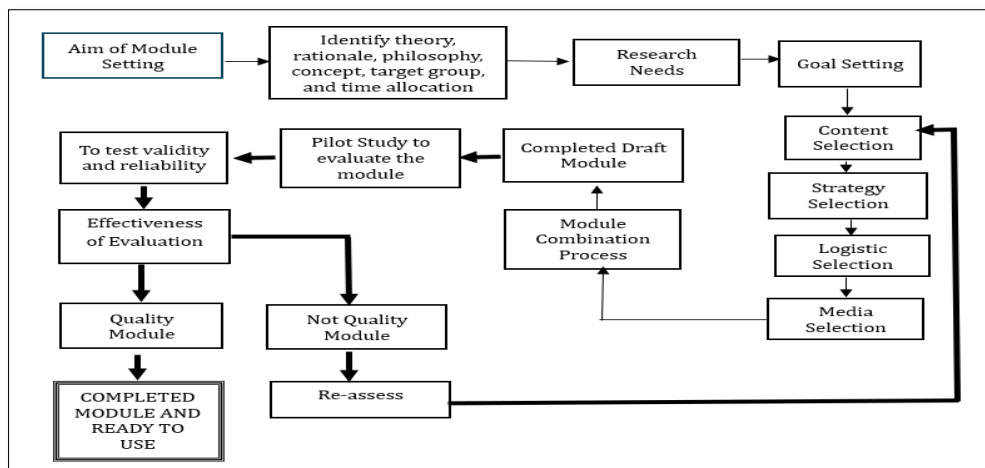 Aim of Module
Setting
Identify theory,
rationale, philosophy,
concept, target group,
and time allocation
Research
Needs
Goal Setting
Content
Selection
Strategy
Selection
Logistic
Selection
Media
Selection
Module
Combination
Process
Completed Draft
Module
Pilot Study to
evaluate the
module
To test validity
and reliability
Effectiveness
of Evaluation
Quality
Module
Not Quality
Module
COMPLETED
MODULE AND
READY TO
USE
Re-assess